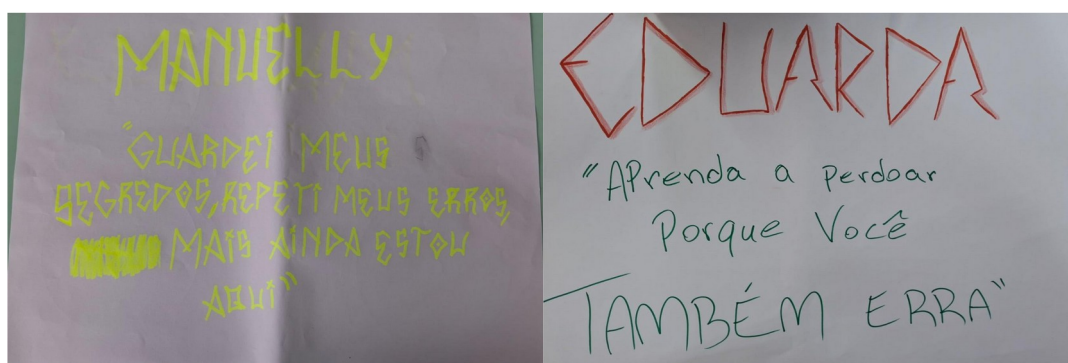 MANUELLY
"GUARDEI MEUS
SEGREDOS, REPETI MEUS ERROS,
MAIS AINDA ESTOU
AQUI"
EDUARDA
"APrenda a perdoar
Porque Você
TAMBÉM ERRA"